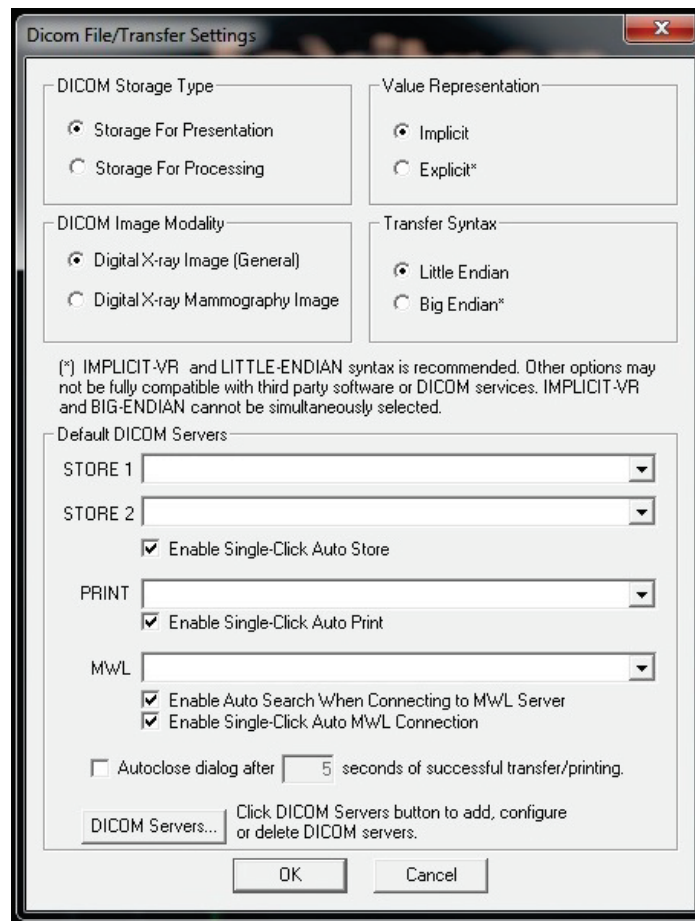 Dicom File/Transfer Settings
DICOM Storage Type
Storage For Presentation
Storage For Processing
Value Representation
Implicit
Explicit*
DICOM Image Modality
Digital X-ray Image (General)
Digital X-ray Mammography Image
Transfer Syntax
Little Endian
Big Endian*
(*) IMPLICIT-VR and LITTLE-ENDIAN syntax is recommended. Other options may
not be fully compatible with third party software or DICOM services. IMPLICIT-VR
and BIG-ENDIAN cannot be simultaneously selected.
Default DICOM Servers
STORE 1
STORE 2
Enable Single-Click Auto Store
PRINT
Enable Single-Click Auto Print
MWL
Enable Auto Search When Connecting to MWL Server
Enable Single-Click Auto MWL Connection
Autoclose dialog after 5 seconds of successful transfer/printing.
DICOM Servers...
Click DICOM Servers button to add, configure
or delete DICOM servers.
OK
Cancel